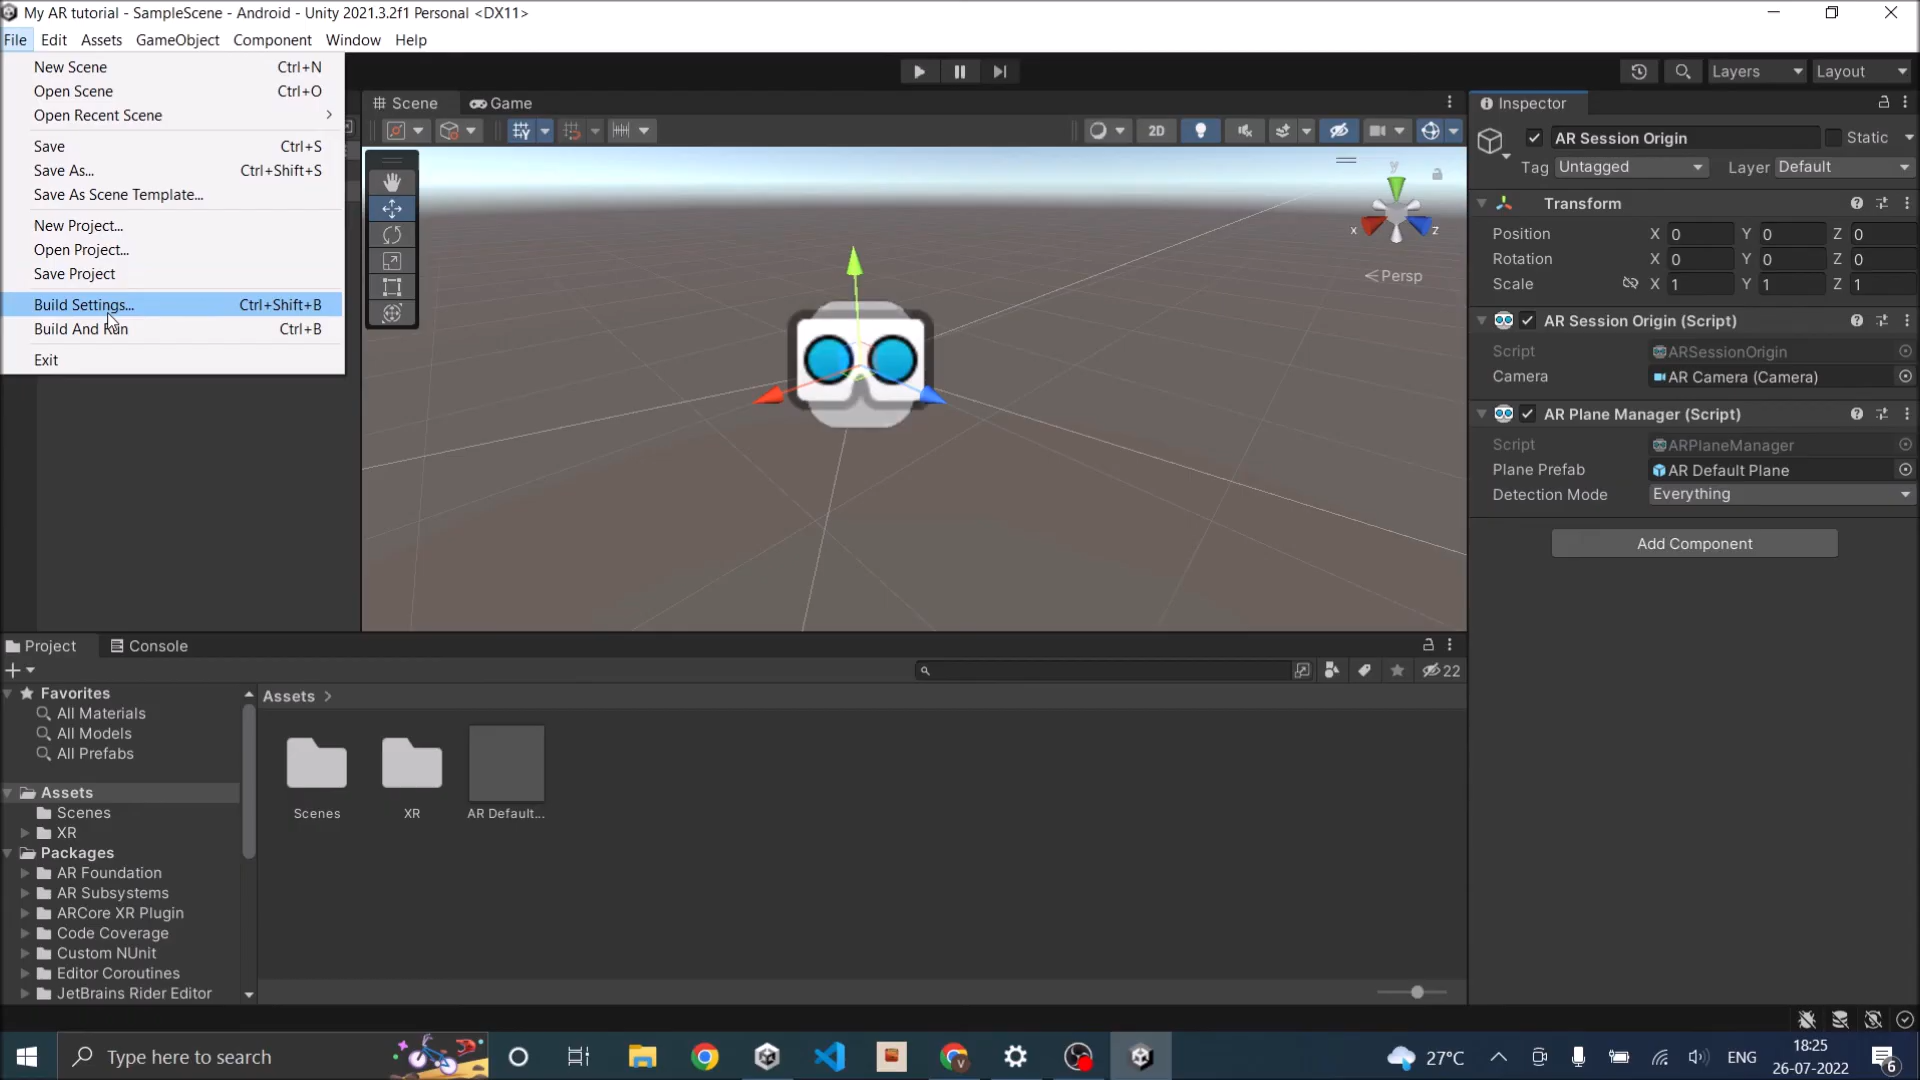 My AR tutorial - SampleScene - Android - Unity 2021.3.2f1 Personal <DX11>
File Edit Assets GameObject Component Window Help
New Scene Ctrl+N
Open Scene Ctrl+O
Open Recent Scene
Save Ctrl+S
Save As... Ctrl+Shift+S
Save As Scene Template...
New Project...
Open Project...
Save Project
Build Settings... Ctrl+Shift+B
Build And Run Ctrl+B
Exit
Layers Layout
Scene Game
2D
y
x z
Persp
Inspector
AR Session Origin Static
Tag Untagged Layer Default
Transform
Position X 0 Y 0 Z 0
Rotation X 0 Y 0 Z 0
Scale X 1 Y 1 Z 1
AR Session Origin (Script)
Script ARSessionOrigin
Camera AR Camera (Camera)
AR Plane Manager (Script)
Script ARPlaneManager
Plane Prefab AR Default Plane
Detection Mode Everything
Add Component
Project Console
22
Favorites
All Materials
All Models
All Prefabs
Assets
Scenes
XR
Packages
AR Foundation
AR Subsystems
ARCore XR Plugin
Code Coverage
Custom NUnit
Editor Coroutines
JetBrains Rider Editor
Assets >
Scenes XR AR Default...
Type here to search
27°C ENG
18:25
26-07-2022
6